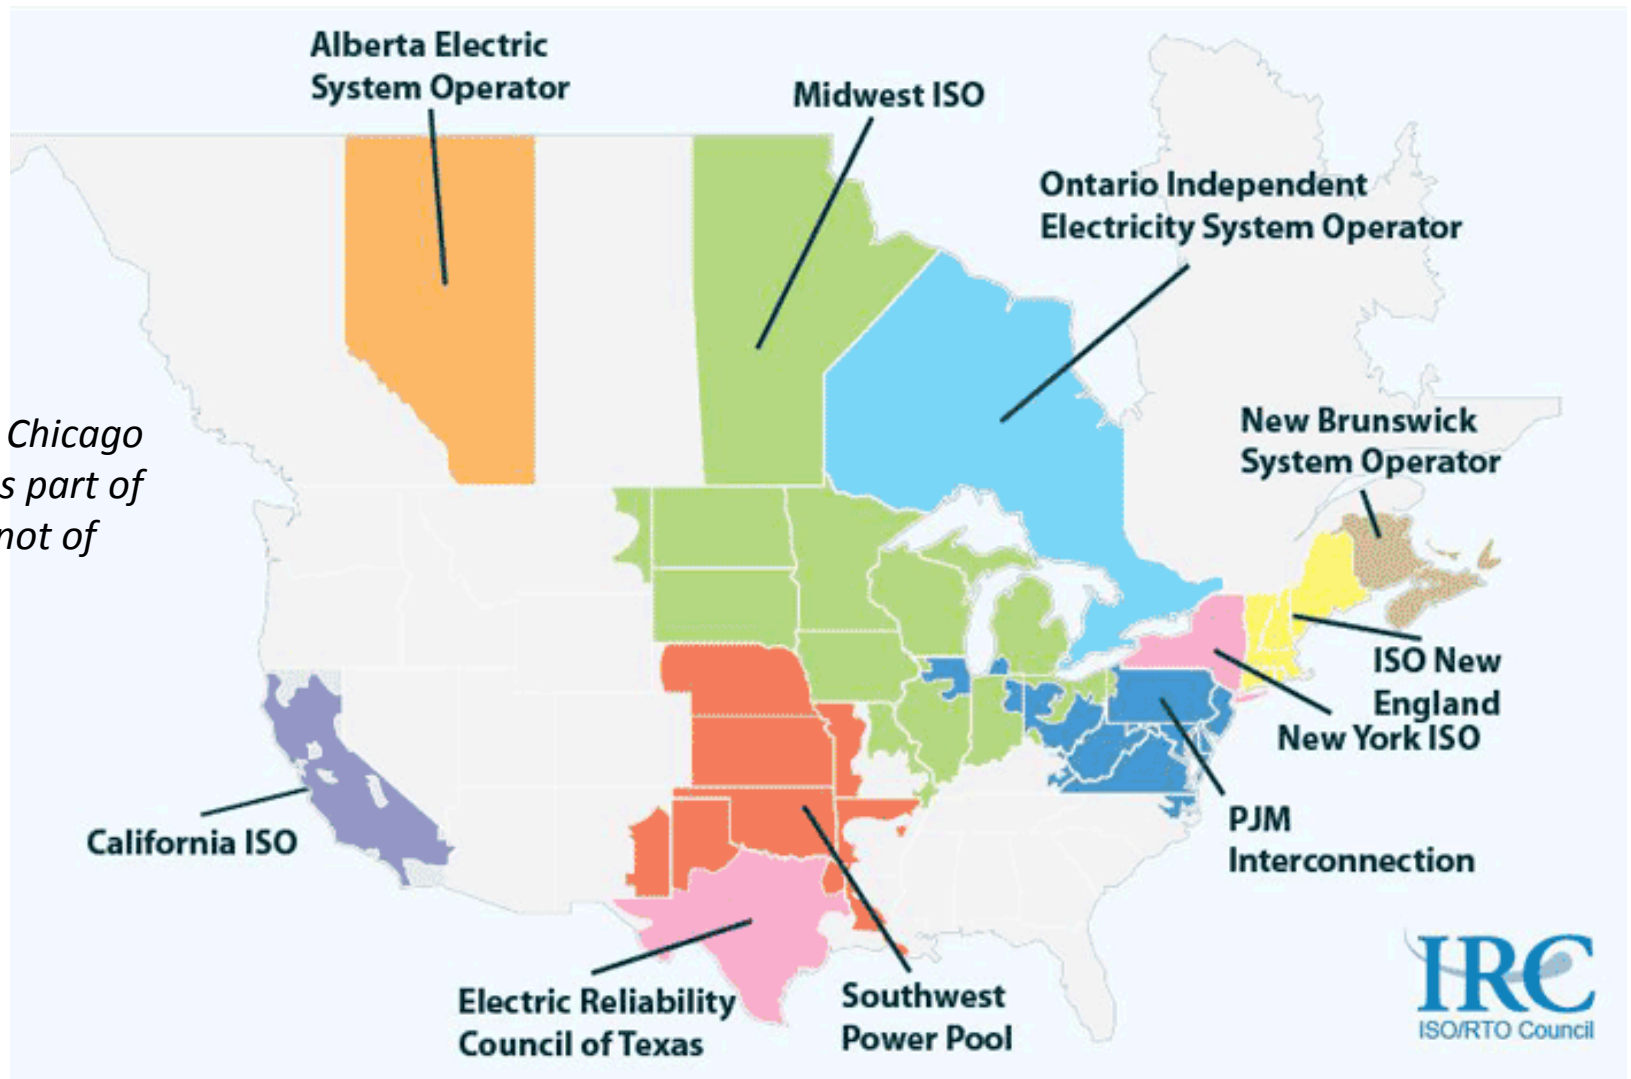 Alberta Electric
System Operator
Midwest ISO
Ontario Independent
Electricity System Operator
Chicago
s part of
not of
New Brunswick
System Operator
ISO New
England
New York ISO
California ISO
PJM
Interconnection
Electric Reliability
Council of Texas
Southwest
Power Pool
IRC
ISO/RTO Council